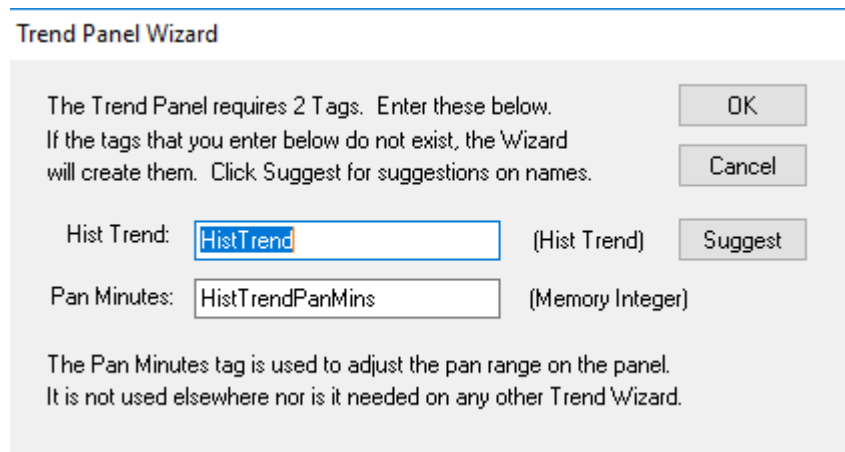 Trend Panel Wizard
The Trend Panel requires 2 Tags.  Enter these below.
If the tags that you enter below do not exist, the Wizard
will create them.  Click Suggest for suggestions on names.
OK
Cancel
Hist Trend: HistTrend (Hist Trend) Suggest
Pan Minutes: HistTrendPanMins (Memory Integer)
The Pan Minutes tag is used to adjust the pan range on the panel.
It is not used elsewhere nor is it needed on any other Trend Wizard.